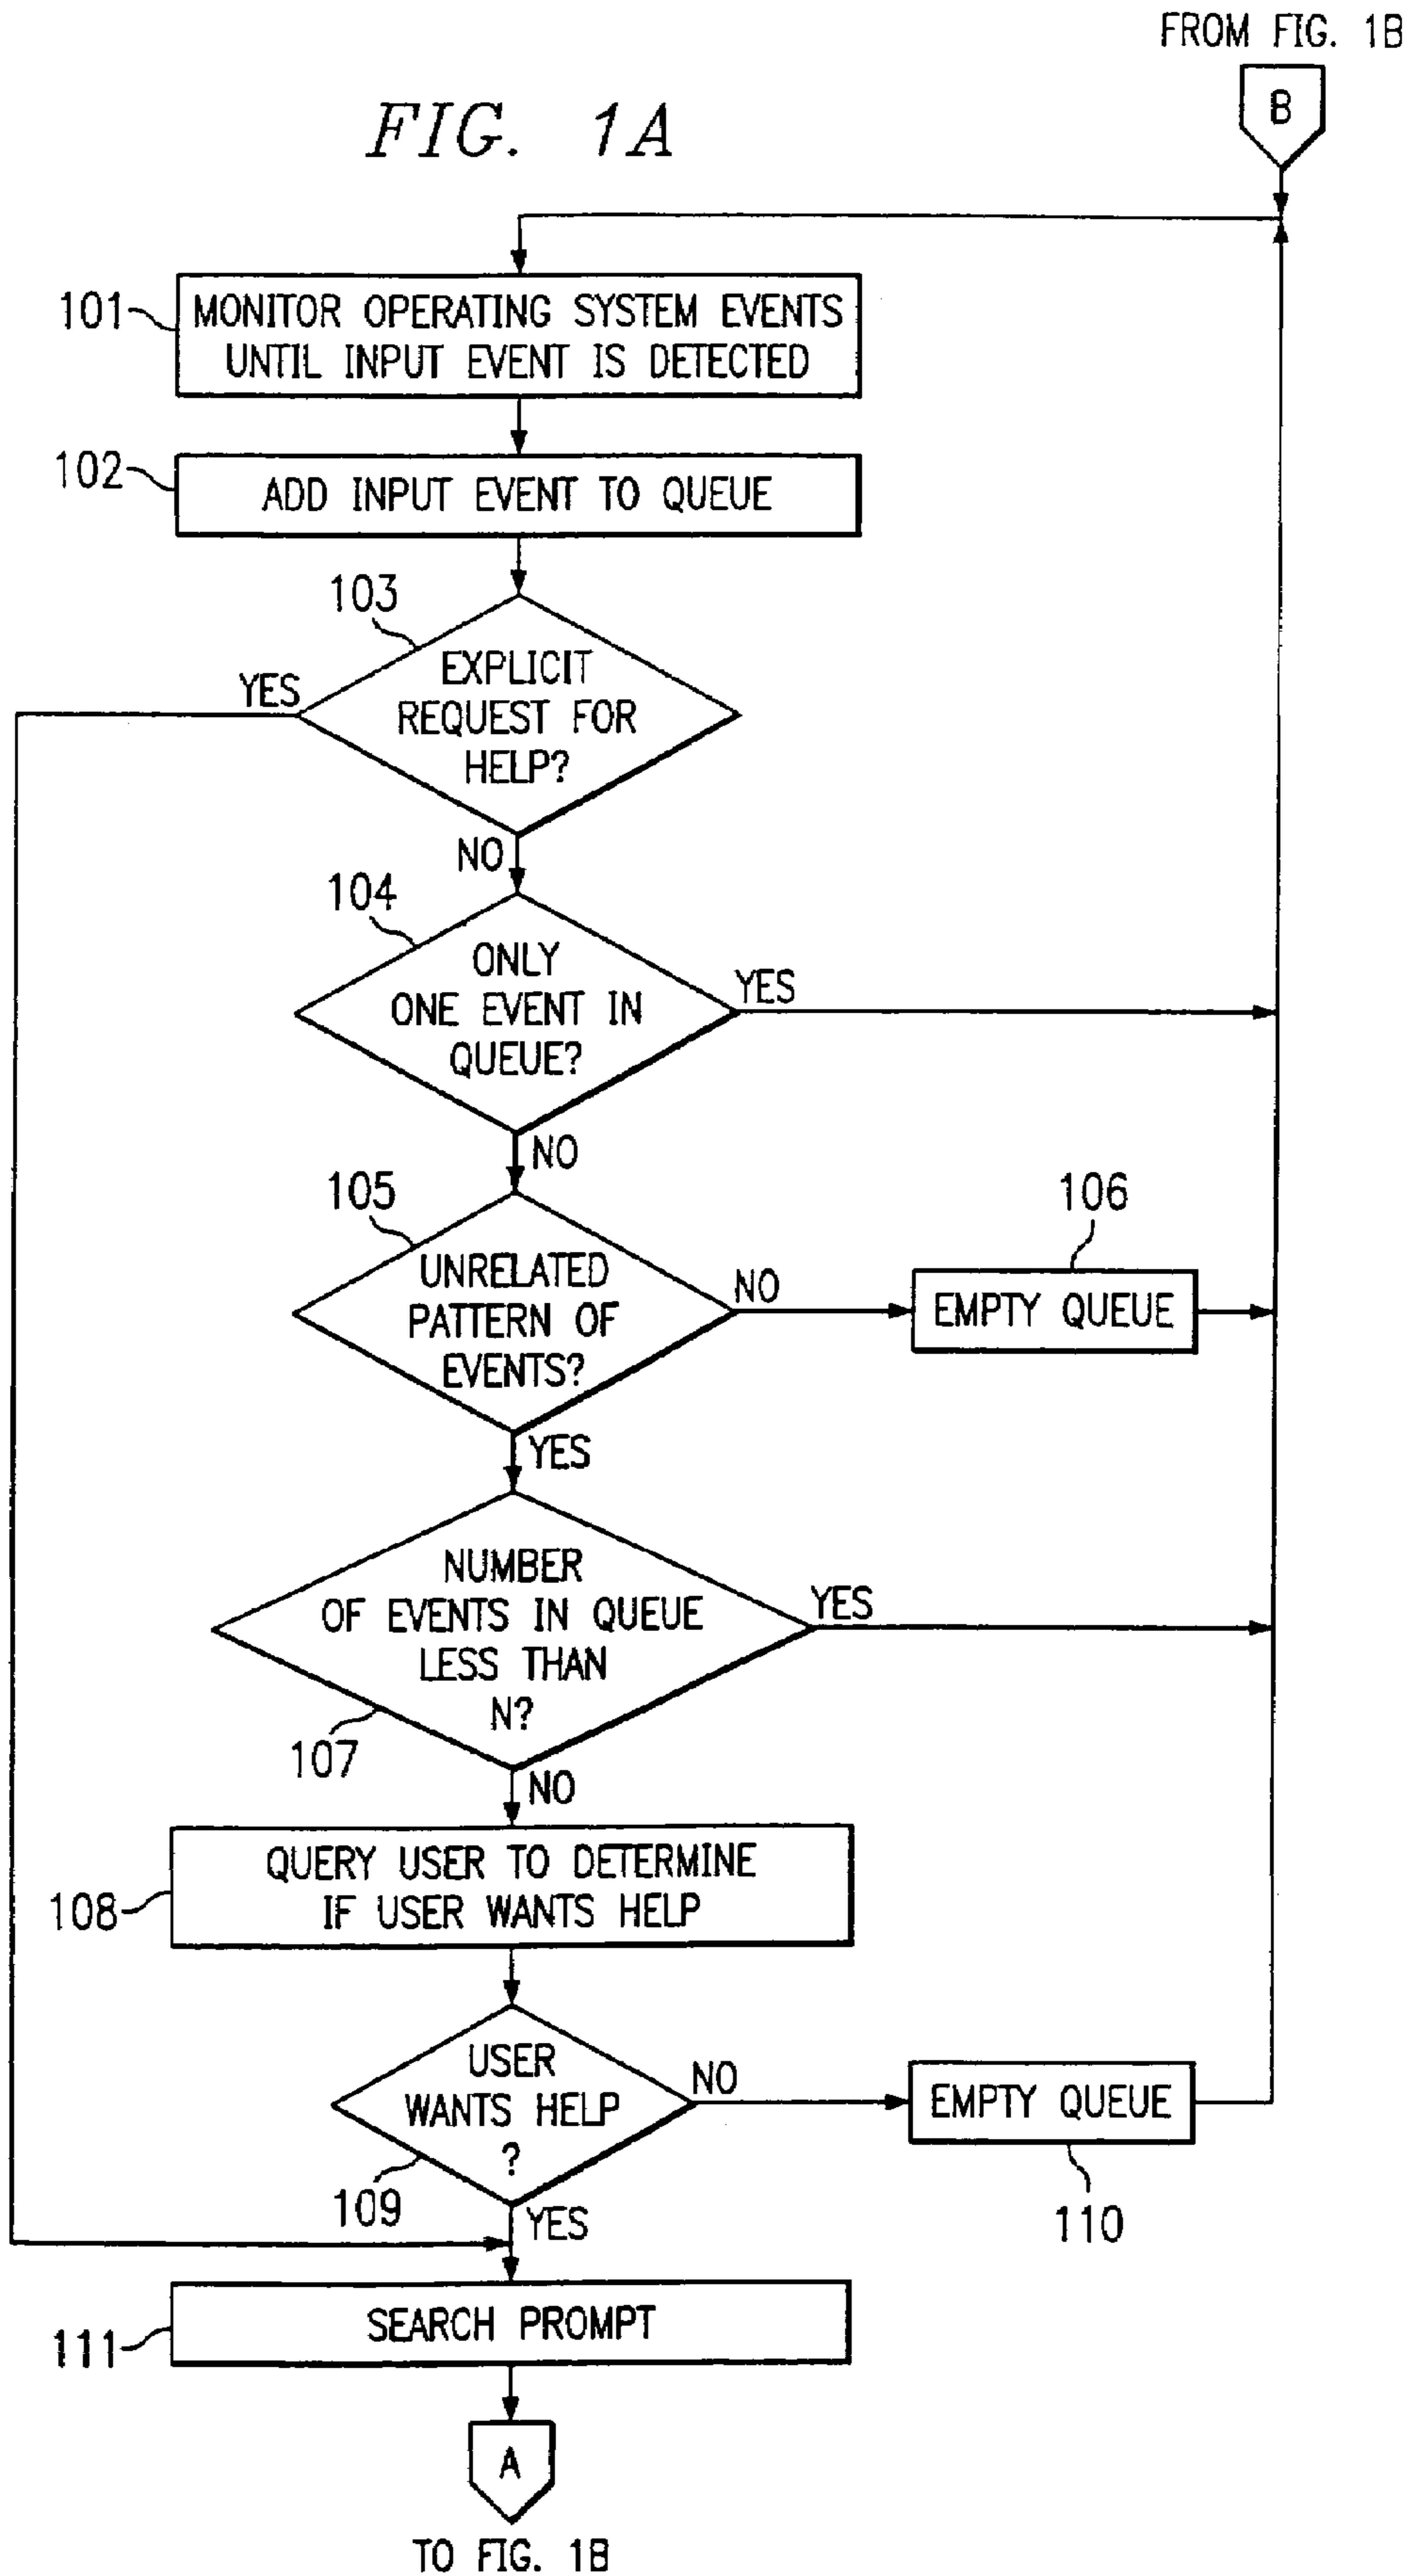 FROM FIG. 1B
B
FIG. 1A
101
MONITOR OPERATING SYSTEM EVENTS
UNTIL INPUT EVENT IS DETECTED
102
ADD INPUT EVENT TO QUEUE
103
EXPLICIT
REQUEST FOR
HELP?
YES
NO
104
ONLY
ONE EVENT IN
QUEUE?
YES
NO
105
UNRELATED
PATTERN OF
EVENTS?
NO
106
EMPTY QUEUE
YES
NUMBER
OF EVENTS IN QUEUE
LESS THAN
N?
YES
107
NO
108
QUERY USER TO DETERMINE
IF USER WANTS HELP
USER
WANTS HELP
?
NO
EMPTY QUEUE
109
110
YES
111
SEARCH PROMPT
A
TO FIG. 1B